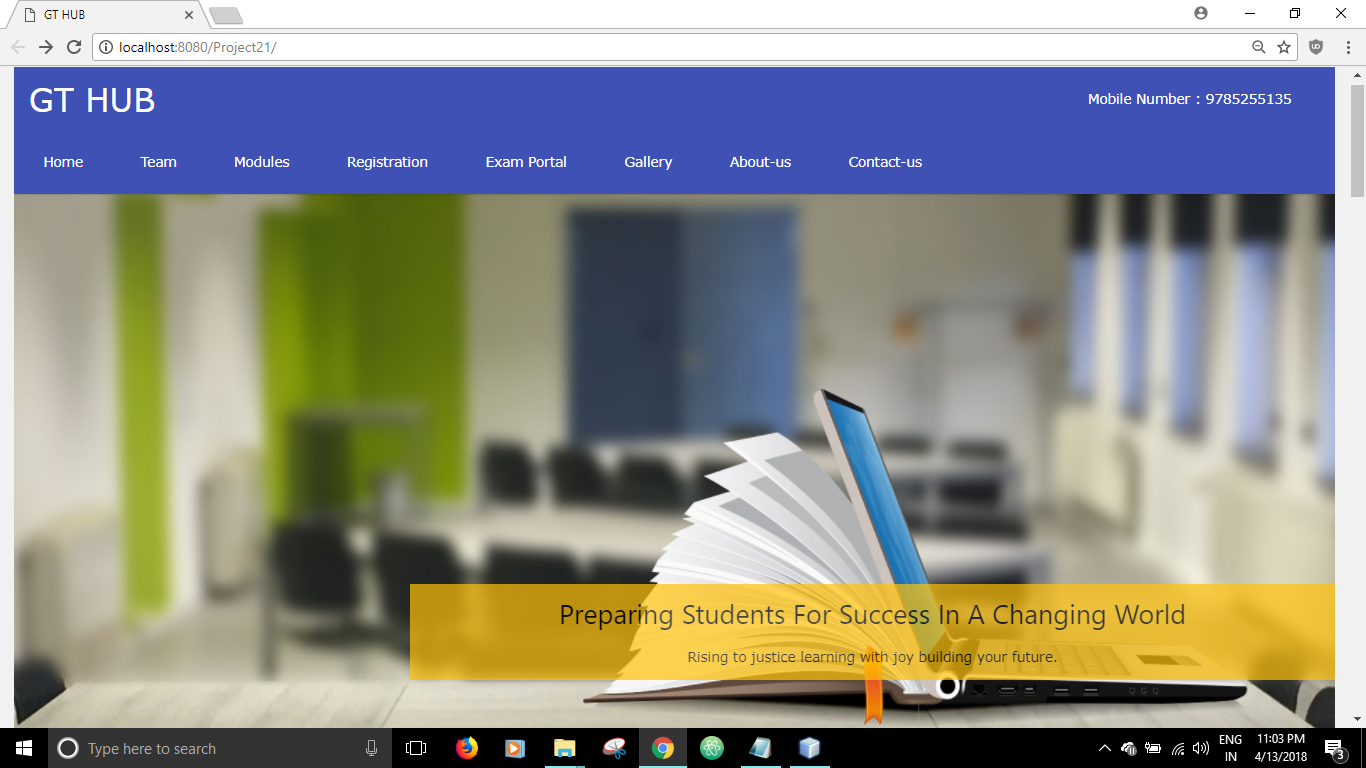 GT HUB
localhost:8080/Project21/
GT HUB
Mobile Number : 9785255135
Home Team Modules Registration Exam Portal Gallery About-us Contact-us
Preparing Students For Success In A Changing World
Rising to justice learning with joy building your future.
Type here to search
ENG
IN
11:03 PM
4/13/2018
3